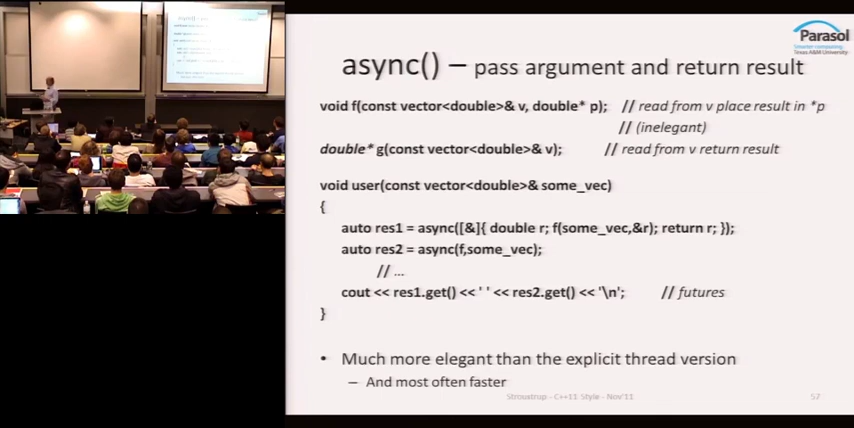 Parasol
Smarter computing.
Texas A&M University
async() – pass argument and return result
void f(const vector<double>& v, double* p); // read from v place result in *p
// (inelegant)
double* g(const vector<double>& v); // read from v return result
void user(const vector<double>& some_vec)
{
auto res1 = async([&]{ double r; f(some_vec,&r); return r; });
auto res2 = async(f,some_vec);
// …
cout << res1.get() << ' ' << res2.get() << '\n'; // futures
}
• Much more elegant than the explicit thread version
– And most often faster
Stroustrup - C++11 Style - Nov'11
57